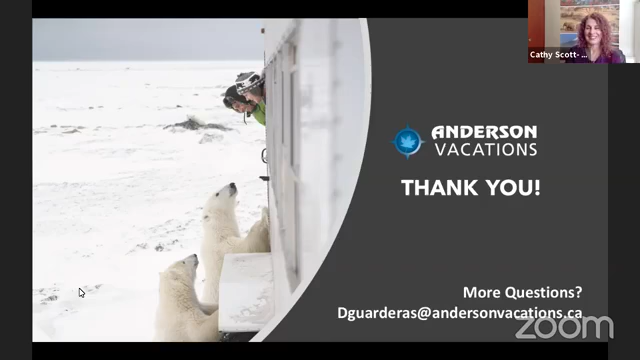 Cathy Scott- ...
ANDERSON
VACATIONS
THANK YOU!
More Questions?
Dguarderas@andersonvacations.ca
zoom